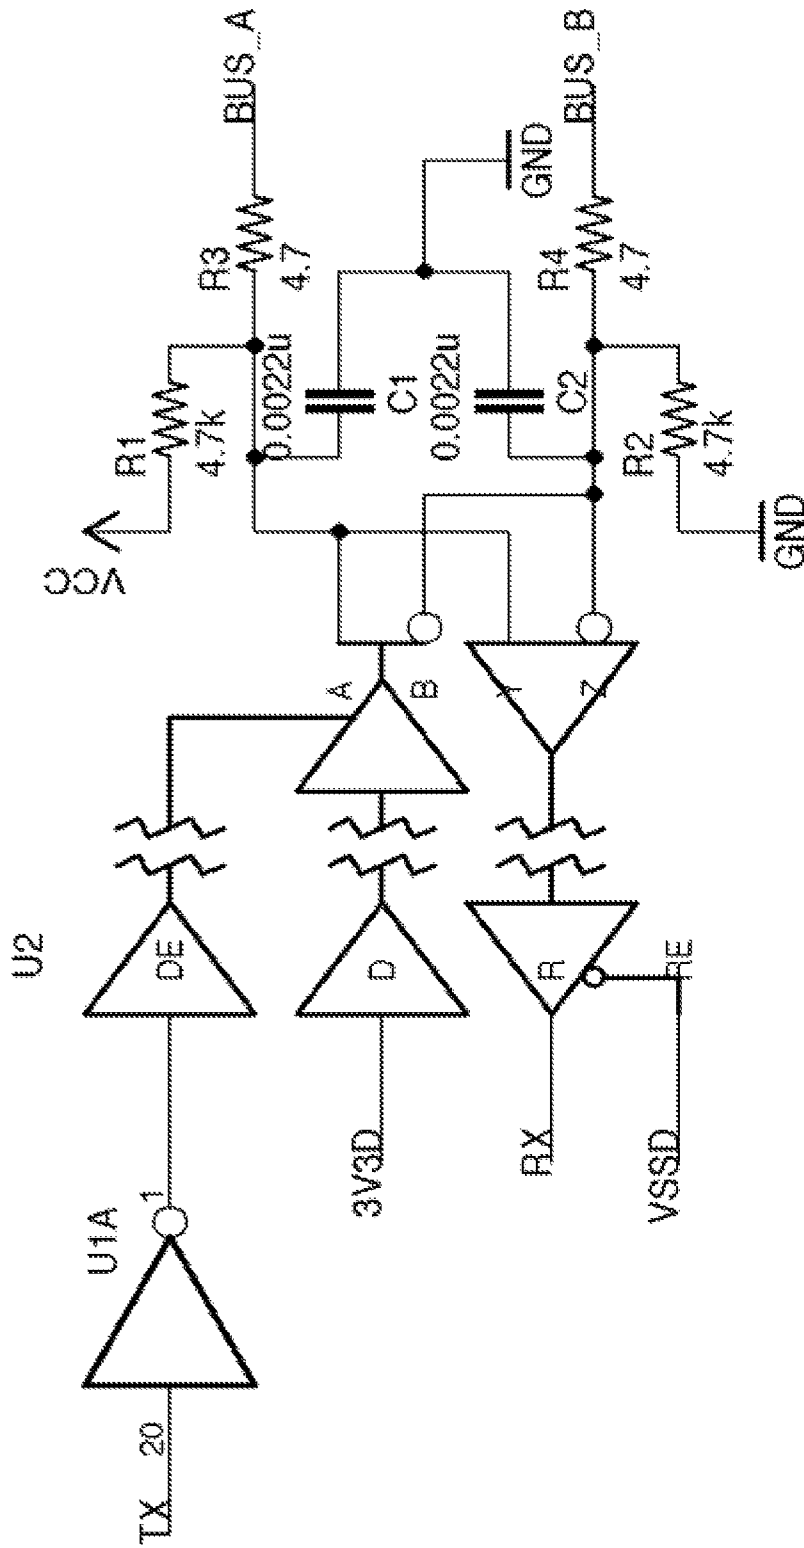 TX
20
U1A
1
U2
DE
D
3V3D
R
RX
RE
VSSD
A
B
Y
Z
VCC
R1
4.7k
R3
4.7
BUS_A
0.0022u
C1
0.0022u
C2
GND
R4
4.7
BUS_B
R2
4.7k
GND